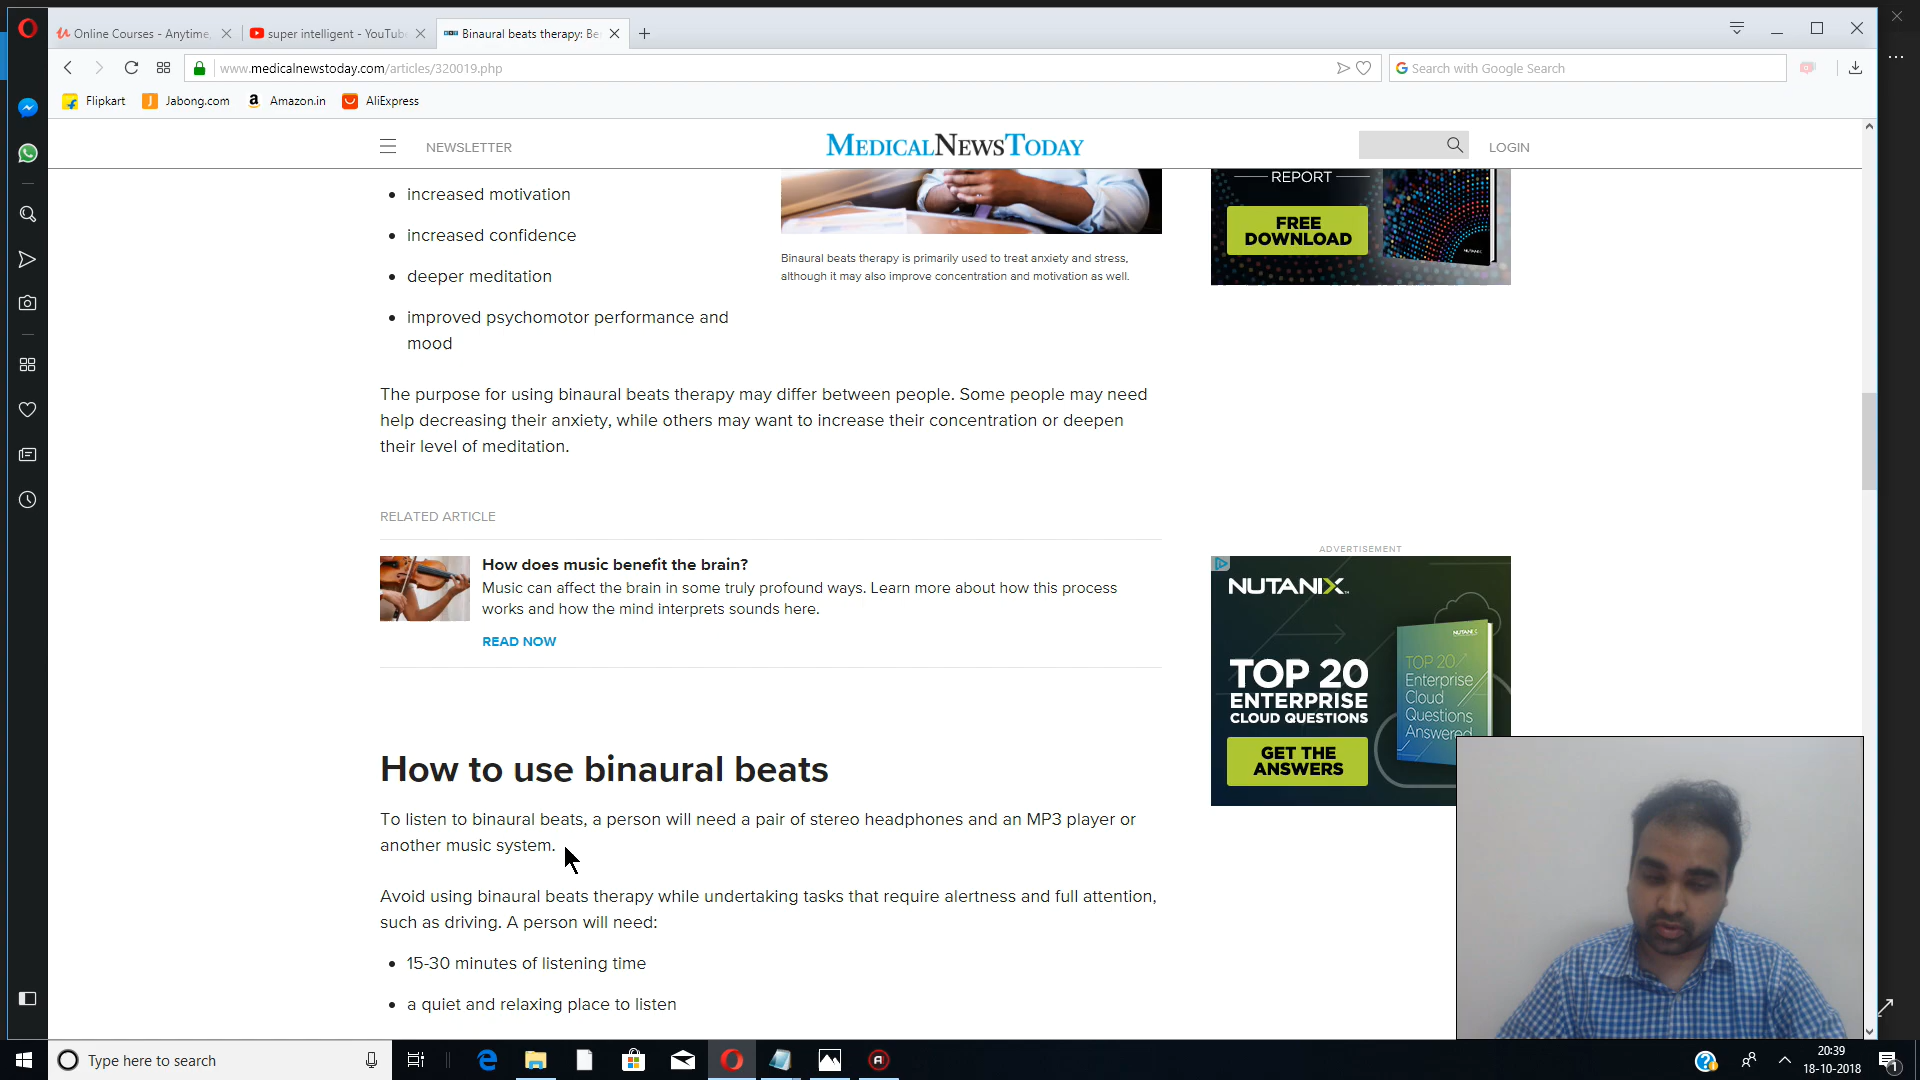 Online Courses - Anytime,
super intelligent - YouTube
Binaural beats therapy: Be
www.medicalnewstoday.com/articles/320019.php
Search with Google Search
Flipkart
Jabong.com
Amazon.in
AliExpress
NEWSLETTER
MEDICALNEWSTODAY
LOGIN
increased motivation
increased confidence
deeper meditation
improved psychomotor performance and
mood
Binaural beats therapy is primarily used to treat anxiety and stress,
although it may also improve concentration and motivation as well.
REPORT
FREE
DOWNLOAD
NUTANIX
The purpose for using binaural beats therapy may differ between people. Some people may need
help decreasing their anxiety, while others may want to increase their concentration or deepen
their level of meditation.
RELATED ARTICLE
How does music benefit the brain?
Music can affect the brain in some truly profound ways. Learn more about how this process
works and how the mind interprets sounds here.
READ NOW
ADVERTISEMENT
NUTANIX
TOP 20
ENTERPRISE
CLOUD QUESTIONS
GET THE
ANSWERS
NUTANIX
TOP 20
Enterprise
Cloud
Questions
Answered
How to use binaural beats
To listen to binaural beats, a person will need a pair of stereo headphones and an MP3 player or
another music system.
Avoid using binaural beats therapy while undertaking tasks that require alertness and full attention,
such as driving. A person will need:
15-30 minutes of listening time
a quiet and relaxing place to listen
Type here to search
20:39
18-10-2018
1